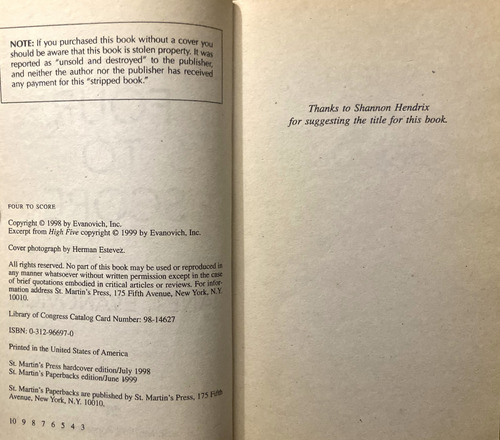 NOTE: If you purchased this book without a cover you
should be aware that this book is stolen property. It was
reported as "unsold and destroyed" to the publisher,
and neither the author nor the publisher has received
any payment for this "stripped book."
FOUR TO SCORE
Copyright © 1998 by Evanovich, Inc.
Excerpt from High Five copyright © 1999 by Evanovich, Inc.
Cover photograph by Herman Estevez.
All rights reserved. No part of this book may be used or reproduced in
any manner whatsoever without written permission except in the case
of brief quotations embodied in critical articles or reviews. For infor-
mation address St. Martin's Press, 175 Fifth Avenue, New York, N.Y.
10010.
Library of Congress Catalog Card Number: 98-14627
ISBN: 0-312-96697-0
Printed in the United States of America
St. Martin's Press hardcover edition/July 1998
St. Martin's Paperbacks edition/June 1999
St. Martin's Paperbacks are published by St. Martin's Press, 175 Fifth
Avenue, New York, N.Y. 10010.
10 9 8 7 6 5 4 3
Thanks to Shannon Hendrix
for suggesting the title for this book.